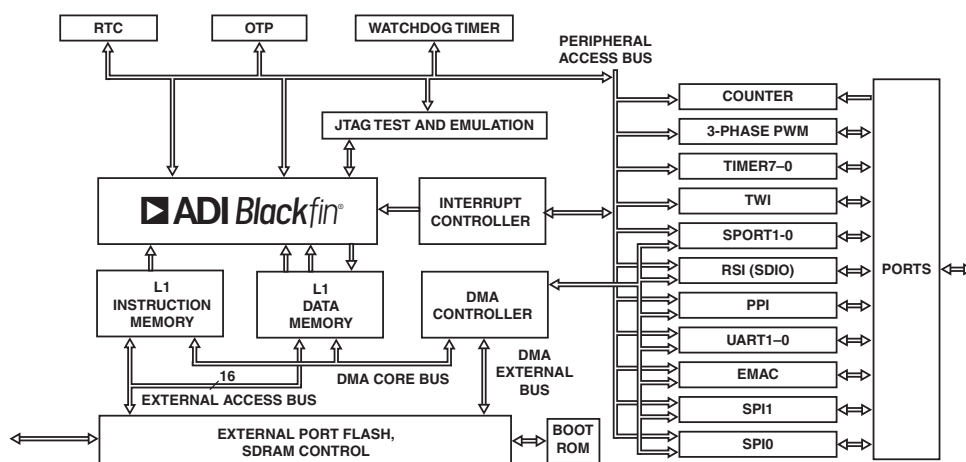 RTC
OTP
WATCHDOG TIMER
PERIPHERAL
ACCESS BUS
JTAG TEST AND EMULATION
ADI Blackfin®
INTERRUPT
CONTROLLER
L1
INSTRUCTION
MEMORY
L1
DATA
MEMORY
DMA
CONTROLLER
16
DMA CORE BUS
EXTERNAL ACCESS BUS
DMA
EXTERNAL
BUS
EXTERNAL PORT FLASH,
SDRAM CONTROL
BOOT
ROM
COUNTER
3-PHASE PWM
TIMER7–0
TWI
SPORT1-0
RSI (SDIO)
PPI
UART1–0
EMAC
SPI1
SPI0
PORTS